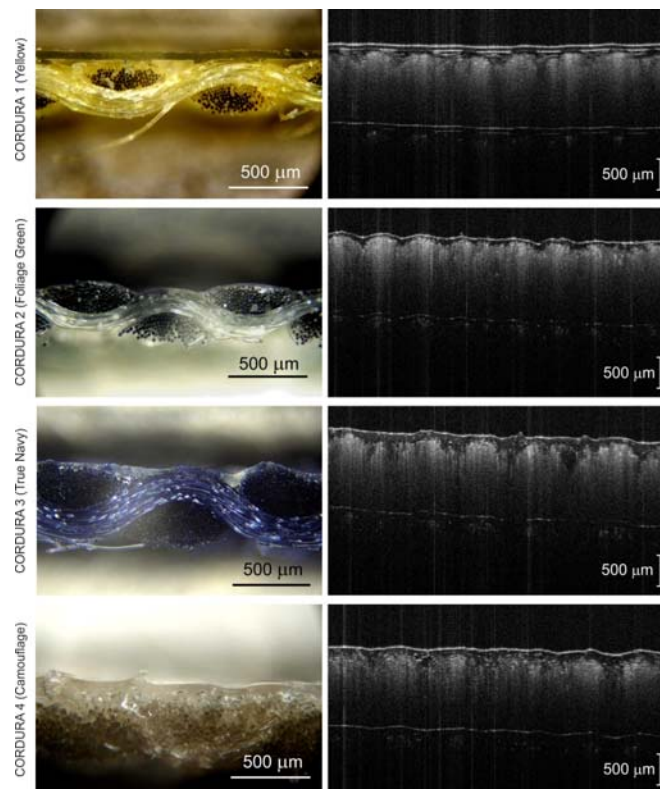 CORDURA 1 (Yellow)
500 µm
500 µm
CORDURA 2 (Foliage Green)
500 µm
500 µm
CORDURA 3 (True Navy)
500 µm
500 µm
CORDURA 4 (Camouflage)
500 µm
500 µm